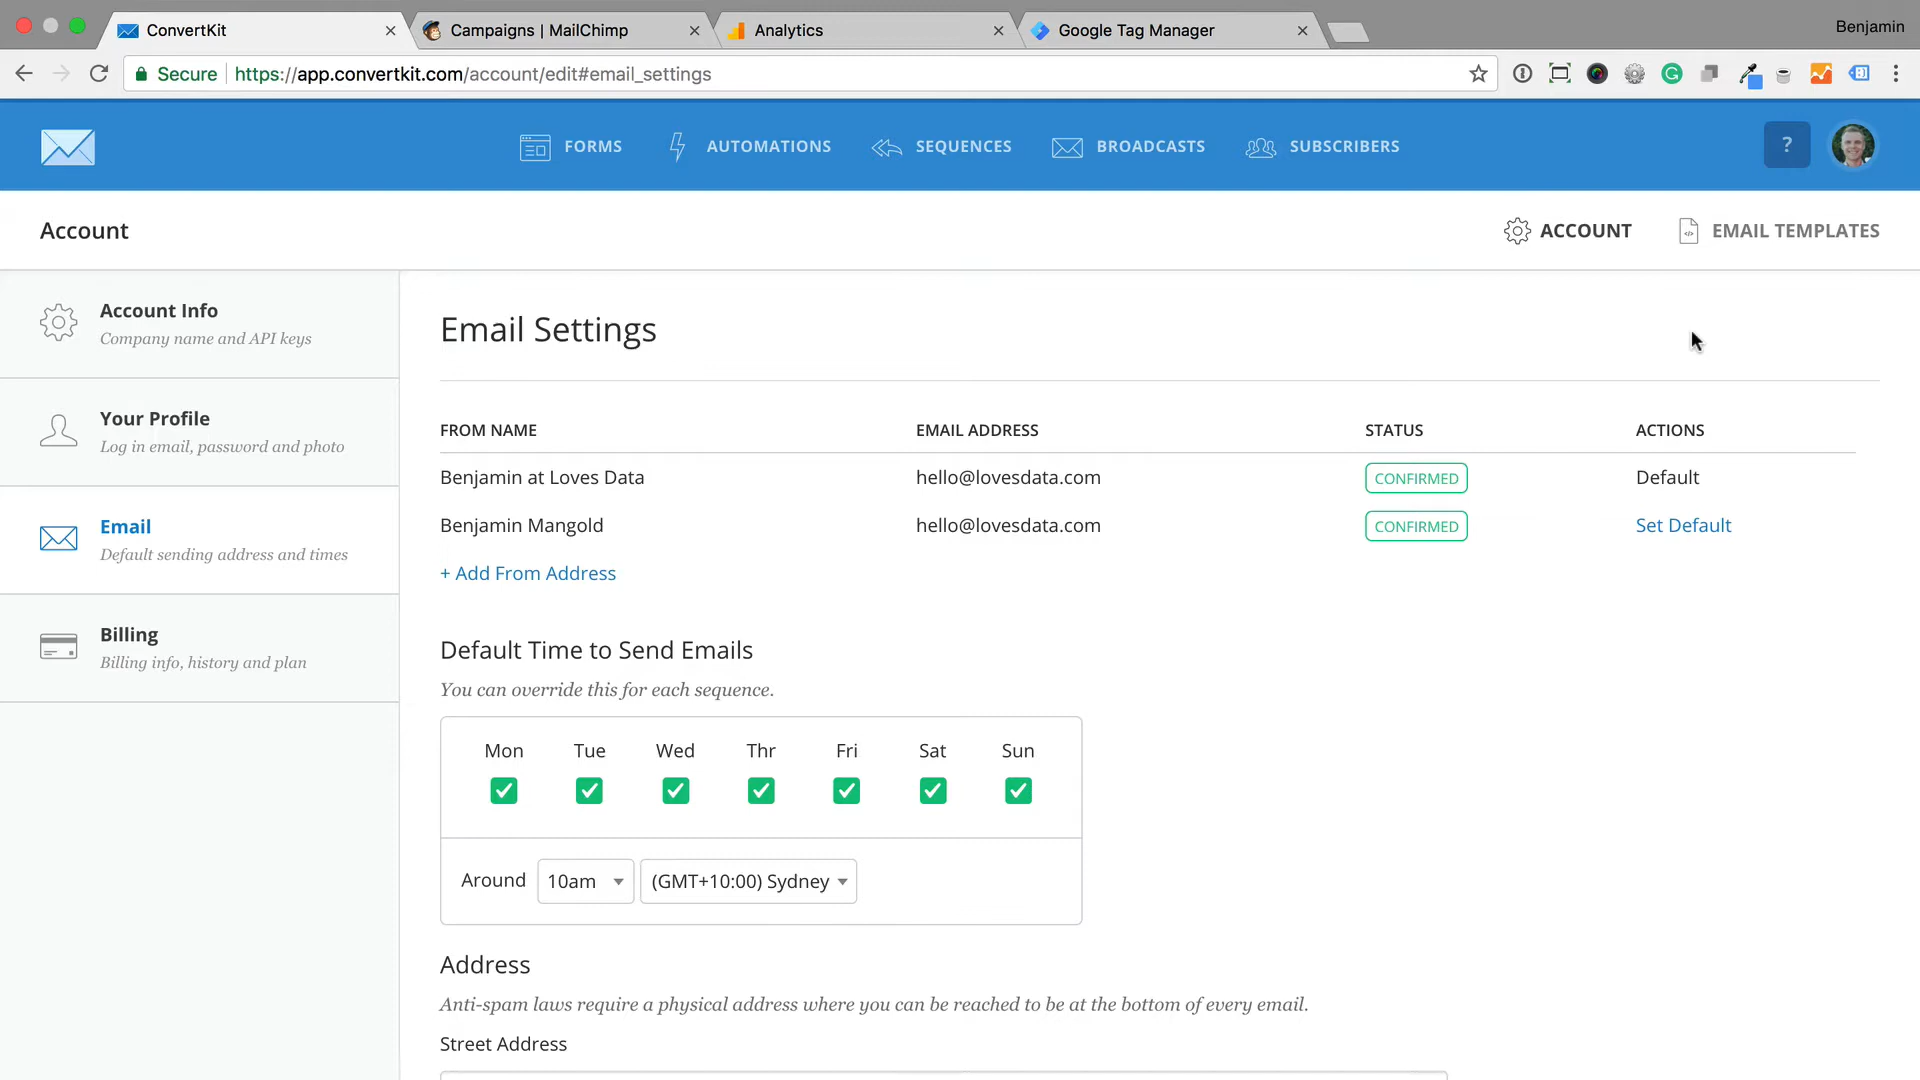 ConvertKit
Campaigns | MailChimp
Analytics
Google Tag Manager
Benjamin
Secure
https://app.convertkit.com/account/edit#email_settings
FORMS
AUTOMATIONS
SEQUENCES
BROADCASTS
SUBSCRIBERS
?
Account
ACCOUNT
EMAIL TEMPLATES
Account Info
Company name and API keys
Your Profile
Log in email, password and photo
Email
Default sending address and times
Billing
Billing info, history and plan
Email Settings
FROM NAME EMAIL ADDRESS STATUS ACTIONS
Benjamin at Loves Data hello@lovesdata.com CONFIRMED Default
Benjamin Mangold hello@lovesdata.com CONFIRMED Set Default
+ Add From Address
Default Time to Send Emails
You can override this for each sequence.
Mon Tue Wed Thr Fri Sat Sun
Around 10am (GMT+10:00) Sydney
Address
Anti-spam laws require a physical address where you can be reached to be at the bottom of every email.
Street Address